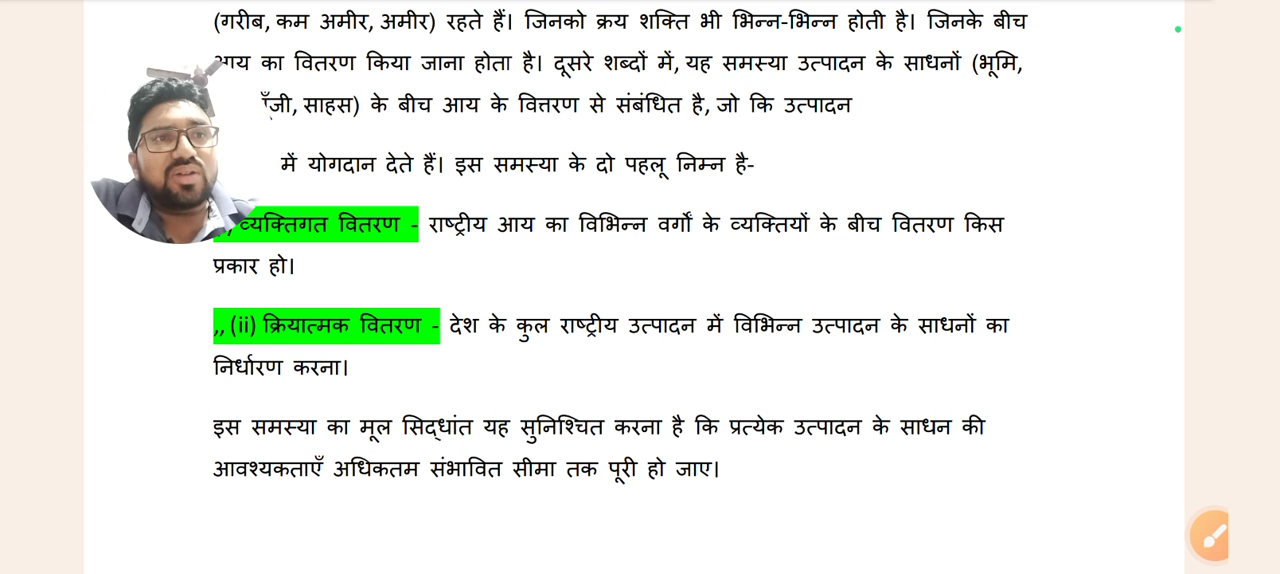 (गरीब, कम अमीर, अमीर) रहते हैं। जिनको क्रय शक्ति भी भिन्न-भिन्न होती है। जिनके बीच
का वितरण किया जाना होता है। दूसरे शब्दों में, यह समस्या उत्पादन के साधनों (भूमि,
साहस) के बीच आय के वित्तरण से संबंधित है, जो कि उत्पादन
में योगदान देते हैं। इस समस्या के दो पहलू निम्न है-
व्यक्तिगत वितरण - राष्ट्रीय आय का विभिन्न वर्गों के व्यक्तियों के बीच वितरण किस
प्रकार हो।
,, (ii) क्रियात्मक वितरण - देश के कुल राष्ट्रीय उत्पादन में विभिन्न उत्पादन के साधनों का
निर्धारण करना।
इस समस्या का मूल सिद्धांत यह सुनिश्चित करना है कि प्रत्येक उत्पादन के साधन की
आवश्यकताएँ अधिकतम संभावित सीमा तक पूरी हो जाए।